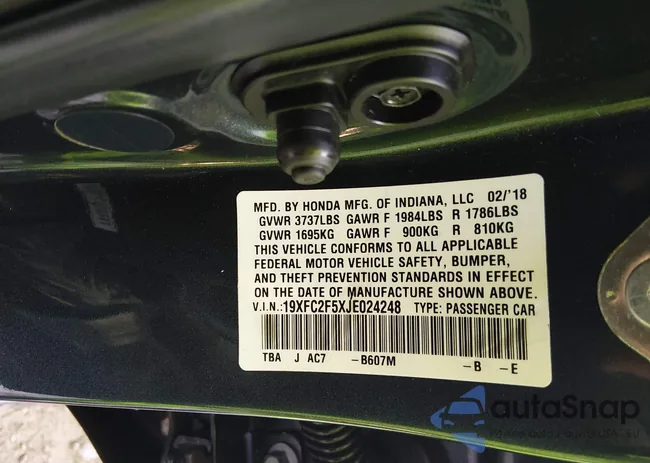 MFD. BY HONDA MFG. OF INDIANA, LLC 02/'18
GVWR 3737LBS GAWR F 1984LBS R 1786LBS
GVWR 1695KG GAWR F 900KG R 810KG
THIS VEHICLE CONFORMS TO ALL APPLICABLE
FEDERAL MOTOR VEHICLE SAFETY, BUMPER,
AND THEFT PREVENTION STANDARDS IN EFFECT
ON THE DATE OF MANUFACTURE SHOWN ABOVE.
V.I.N.:19XFC2F5XJE024248 TYPE: PASSENGER CAR
TBA J AC7 -B607M -B -E
autaSnap